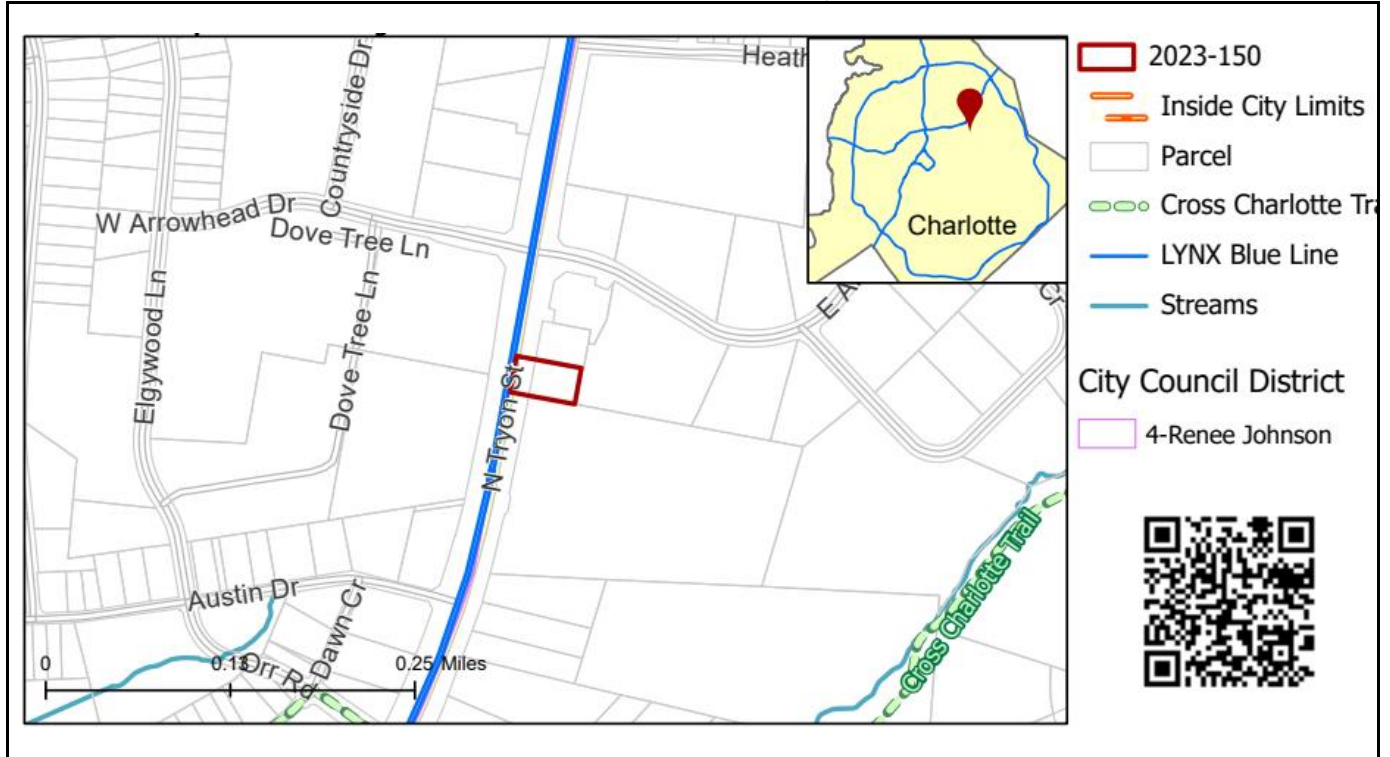 Heath
Countryside Dr
W Arrowhead Dr
Dove Tree Ln
Elgywood Ln
Dove Tree Ln
N Tryon St
E A
Cr
Austin Dr
Dawn Cr
Orr Rd
Cross Charlotte Trail
0 0.13 0.25 Miles
Charlotte
2023-150
Inside City Limits
Parcel
Cross Charlotte Tra
LYNX Blue Line
Streams
City Council District
4-Renee Johnson